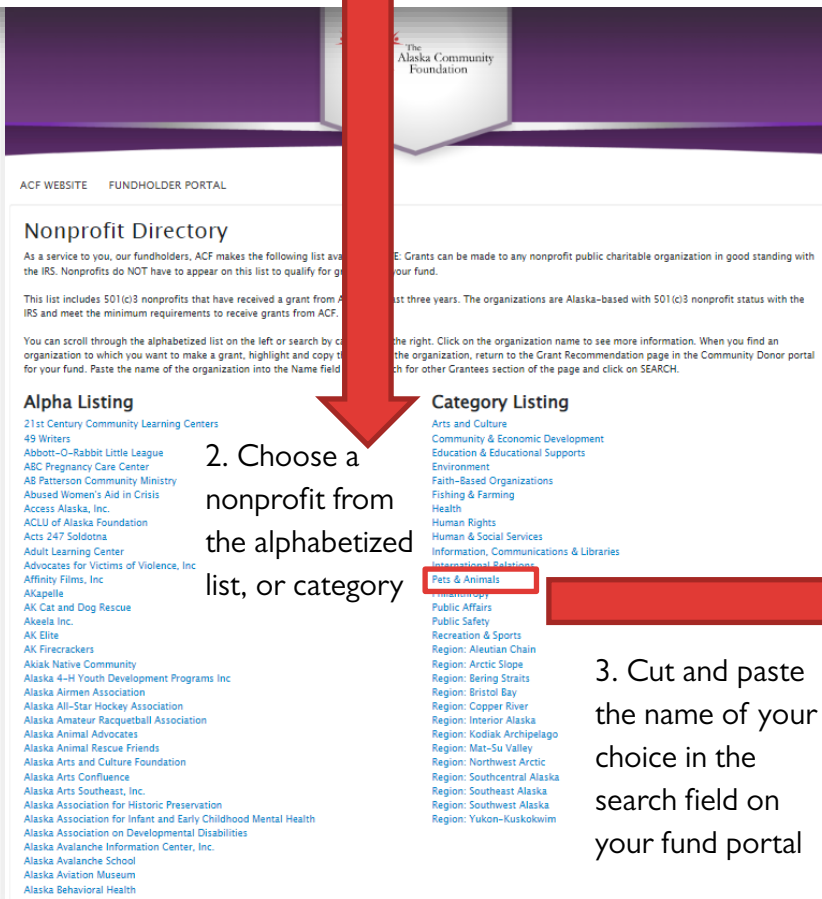 The
Alaska Community
Foundation
ACF WEBSITE FUNDHOLDER PORTAL
Nonprofit Directory
As a service to you, our fundholders, ACF makes the following list E: Grants can be made to any nonprofit public charitable organization in good standing with
the IRS. Nonprofits do NOT have to appear on this list to qualify for your fund.
This list includes 501(c)3 nonprofits that have received a grant from three years. The organizations are Alaska-based with 501(c)3 nonprofit status with the
IRS and meet the minimum requirements to receive grants from ACF.
You can scroll through the alphabetized list on the left or search by the right. Click on the organization name to see more information. When you find an
organization to which you want to make a grant, highlight and copy the organization, return to the Grant Recommendation page in the Community Donor portal
for your fund. Paste the name of the organization into the Name field for other Grantees section of the page and click on SEARCH.
Alpha Listing
21st Century Community Learning Centers
49 Writers
Abbott-O-Rabbit Little League
ABC Pregnancy Care Center
AB Patterson Community Ministry
Abused Women's Aid in Crisis
Access Alaska, Inc.
ACLU of Alaska Foundation
Acts 247 Soldotna
Adult Learning Center
Advocates for Victims of Violence, Inc
Affinity Films, Inc
AKapelle
AK Cat and Dog Rescue
Akeela Inc.
AK Elite
AK Firecrackers
Akiak Native Community
Alaska 4-H Youth Development Programs Inc
Alaska Airmen Association
Alaska All-Star Hockey Association
Alaska Amateur Racquetball Association
Alaska Animal Advocates
Alaska Animal Rescue Friends
Alaska Arts and Culture Foundation
Alaska Arts Confluence
Alaska Arts Southeast, Inc.
Alaska Association for Historic Preservation
Alaska Association for Infant and Early Childhood Mental Health
Alaska Association on Developmental Disabilities
Alaska Avalanche Information Center, Inc.
Alaska Avalanche School
Alaska Aviation Museum
Alaska Behavioral Health
2. Choose a
nonprofit from
the alphabetized
list, or category
Category Listing
Arts and Culture
Community & Economic Development
Education & Educational Supports
Environment
Faith-Based Organizations
Fishing & Farming
Health
Human Rights
Human & Social Services
Information, Communications & Libraries
International Relations
Pets & Animals
Philanthropy
Public Affairs
Public Safety
Recreation & Sports
Region: Aleutian Chain
Region: Arctic Slope
Region: Bering Straits
Region: Bristol Bay
Region: Copper River
Region: Interior Alaska
Region: Kodiak Archipelago
Region: Mat-Su Valley
Region: Northwest Arctic
Region: Southcentral Alaska
Region: Southeast Alaska
Region: Southwest Alaska
Region: Yukon-Kuskokwim
3. Cut and paste
the name of your
choice in the
search field on
your fund portal